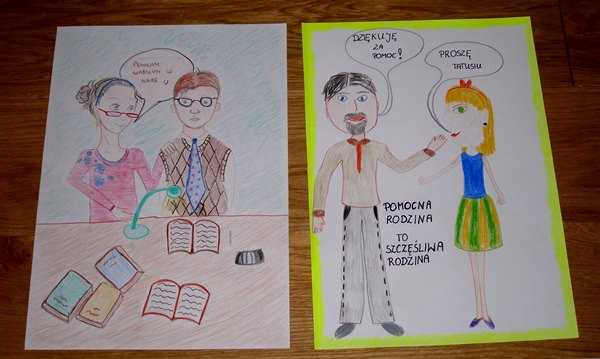 POMAGAM
SŁABSZYM W
NAUCE :)
DZIĘKUJĘ
ZA
POMOC!
PROSZĘ
TATUSIU
POMOCNA
RODZINA
TO
SZCZĘŚLIWA
RODZINA